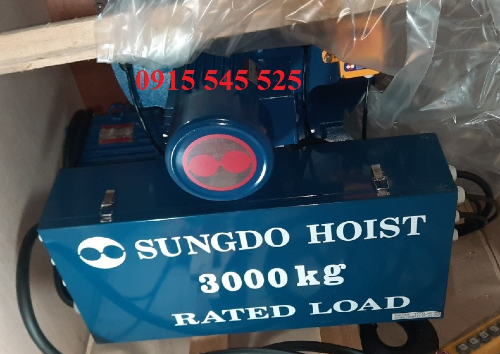 0915 545 525
SUNGDO HOIST
3000kg
RATED LOAD